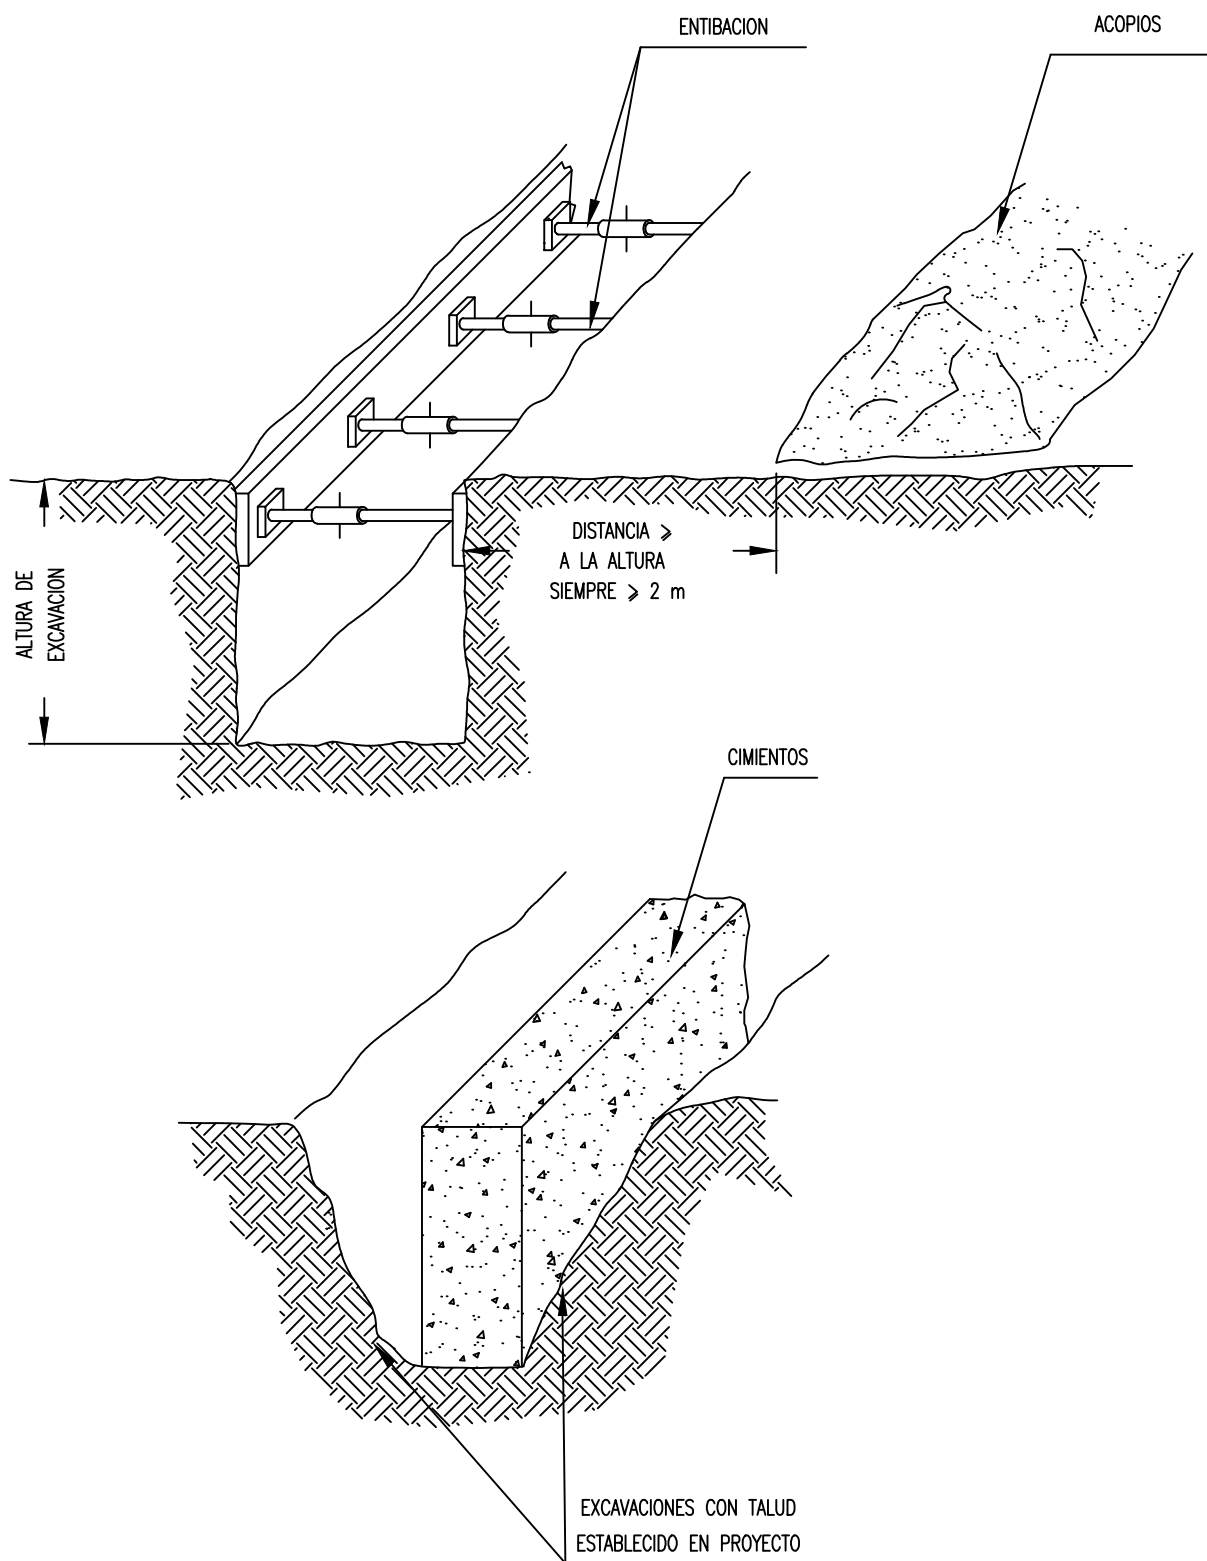 ENTIBACION
ACOPIOS
DISTANCIA ⩾
A LA ALTURA
SIEMPRE ⩾ 2 m
ALTURA DE
EXCAVACION
CIMIENTOS
EXCAVACIONES CON TALUD
ESTABLECIDO EN PROYECTO